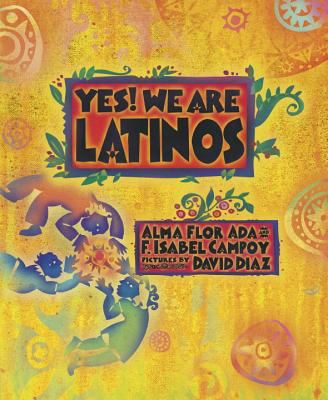 YES! WE ARE
LATINOS
ALMA FLOR ADA AND
F. ISABEL CAMPOY
PICTURES BY DAVID DIAZ